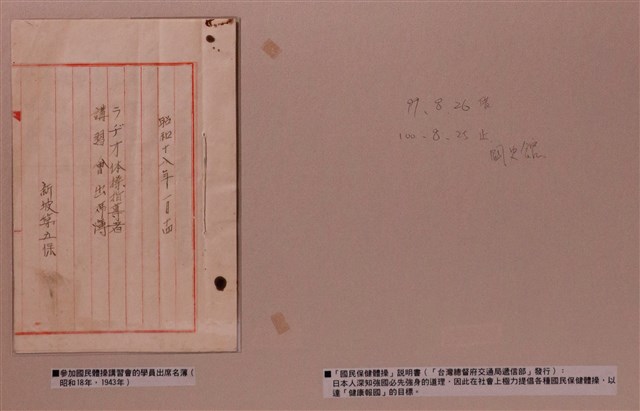 昭和十八年一月十四
ラヂオ体操指導者
講習會出席簿
新坡第五保
99、8、26 借
100-8-25 止
國史館
■參加國民體操講習會的學員出席名簿(
昭和18年,1943年)
■「國民保健體操」說明書(「台灣總督府交通局遞信部」發行):
日本人深知強國必先強身的道理,因此在社會上極力提倡各種國民保健體操,以
達「健康報國」的目標。